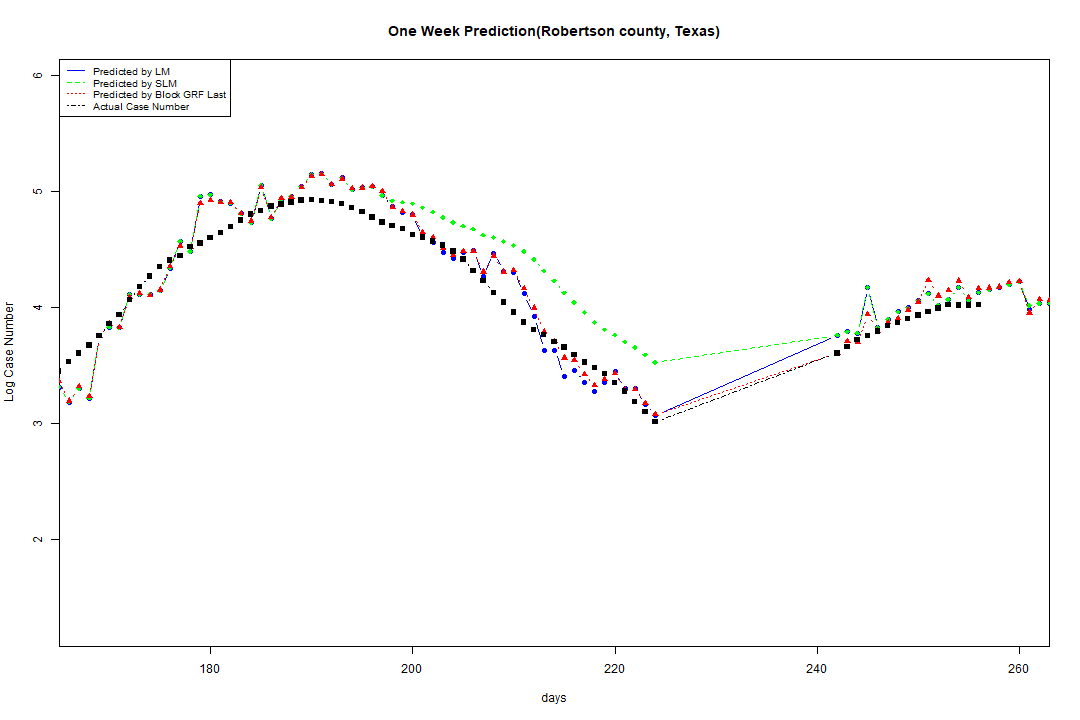 One Week Prediction(Robertson county, Texas)
Predicted by LM
Predicted by SLM
Predicted by Block GRF Last
Actual Case Number
6
5
4
3
2
Log Case Number
180 200 220 240 260
days